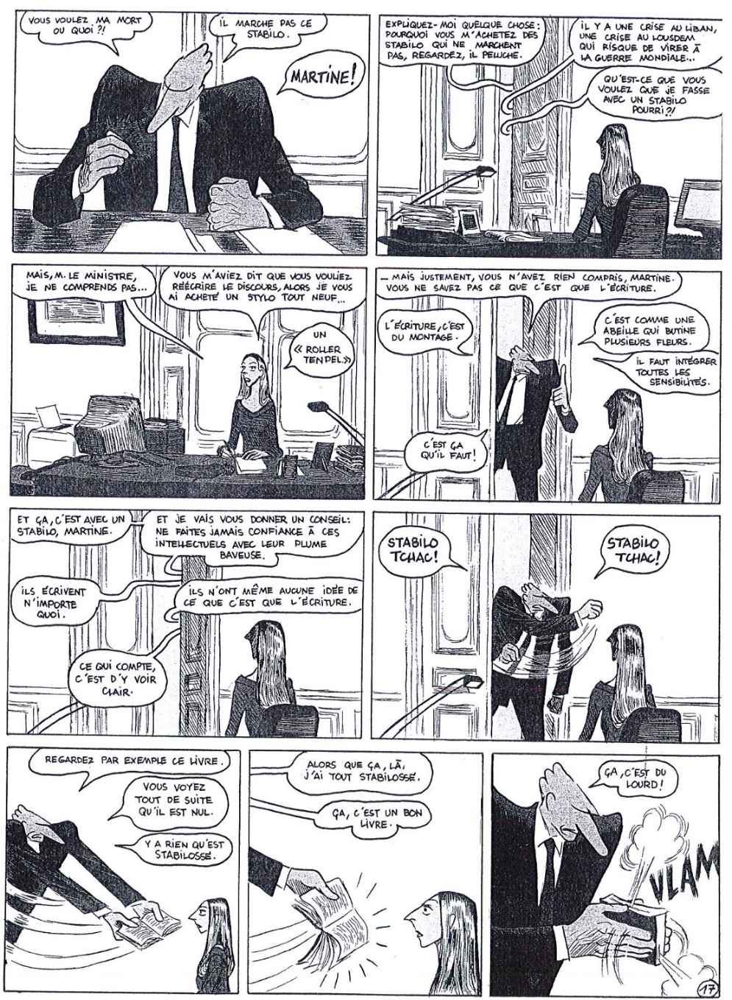 VOUS VOULEZ MA MORT
OU QUOI ?!
IL MARCHE PAS CE
STABILO.
MARTINE!
EXPLIQUEZ-MOI QUELQUE CHOSE:
POURQUOI VOUS M'ACHETEZ DES
STABILO QUI NE MARCHENT
PAS, REGARDEZ, IL PELUCHE.
IL Y A UNE CRISE AU LIBAN,
UNE CRISE AU LOUSDEM
QUI RISQUE DE VIRER À
LA GUERRE MONDIALE...
QU'EST-CE QUE VOUS
VOULEZ QUE JE FASSE
AVEC UN STABILO
POURRI ?!
MAIS, M. LE MINISTRE,
JE NE COMPRENDS PAS...
VOUS M'AVIEZ DIT QUE VOUS VOULIEZ
RÉÉCRIRE LE DISCOURS, ALORS JE VOUS
AI ACHETÉ UN STYLO TOUT NEUF...
UN
« ROLLER
TENPEL.»
... MAIS JUSTEMENT, VOUS N'AVEZ RIEN COMPRIS, MARTINE.
VOUS NE SAVEZ PAS CE QUE C'EST QUE L'ÉCRITURE.
L'ÉCRITURE, C'EST
DU MONTAGE.
C'EST COMME UNE
ABEILLE QUI BUTINE
PLUSIEURS FLEURS.
IL FAUT INTÉGRER
TOUTES LES
SENSIBILITÉS.
C'EST ÇA
QU'IL FAUT!
ET ÇA, C'EST AVEC UN
STABILO, MARTINE.
ET JE VAIS VOUS DONNER UN CONSEIL:
NE FAITES JAMAIS CONFIANCE À CES
INTELLECTUELS AVEC LEUR PLUME
BAVEUSE.
ILS ÉCRIVENT
N'IMPORTE
QUOI.
ILS N'ONT MÊME AUCUNE IDÉE DE
CE QUE C'EST QUE L'ÉCRITURE.
CE QUI COMPTE,
C'EST D'Y VOIR
CLAIR.
STABILO
TCHAC!
STABILO
TCHAC!
REGARDEZ PAR EXEMPLE CE LIVRE.
VOUS VOYEZ
TOUT DE SUITE
QU'IL EST NUL.
Y A RIEN QU'EST
STABILOSSÉ.
ALORS QUE ÇA, LÀ,
J'AI TOUT STABILOSSÉ.
ÇA, C'EST UN BON
LIVRE.
ÇA, C'EST DU
LOURD!
VLAM
17